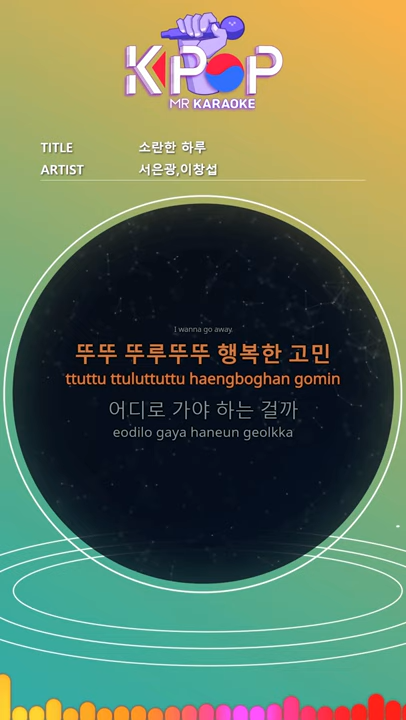 KPOP
MR KARAOKE
TITLE 소란한 하루
ARTIST 서은광,이창섭
I wanna go away.
뚜뚜 뚜루뚜뚜 행복한 고민
ttuttu ttuluttuttu haengboghan gomin
어디로 가야 하는 걸까
eodilo gaya haneun geolkka